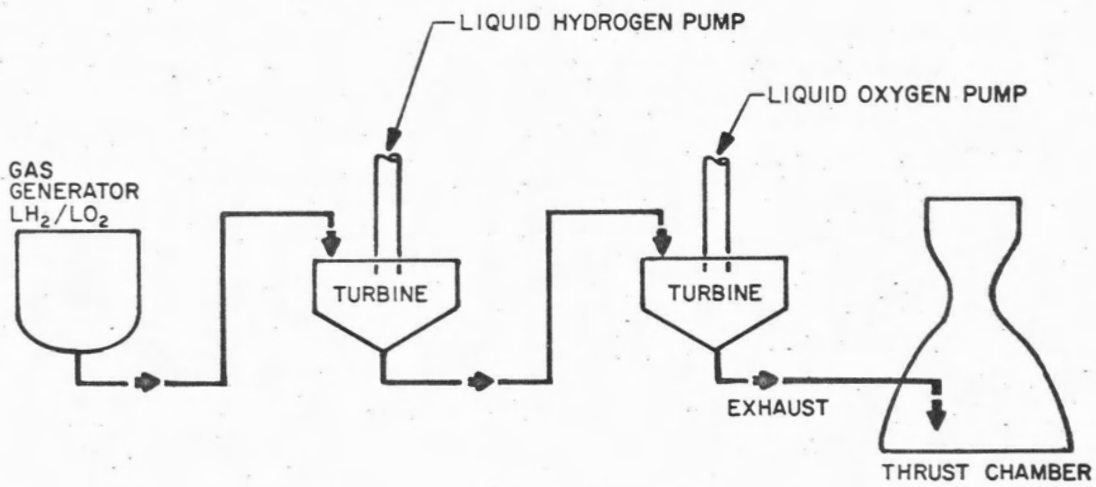 LIQUID HYDROGEN PUMP
LIQUID OXYGEN PUMP
GAS
GENERATOR
LH₂/LO₂
TURBINE
TURBINE
EXHAUST
THRUST CHAMBER